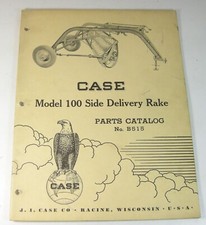 CASE
Model 100 Side Delivery Rake
PARTS CATALOG
No. B515
CASE
J. I. CASE CO - RACINE, WISCONSIN - U-S-A-